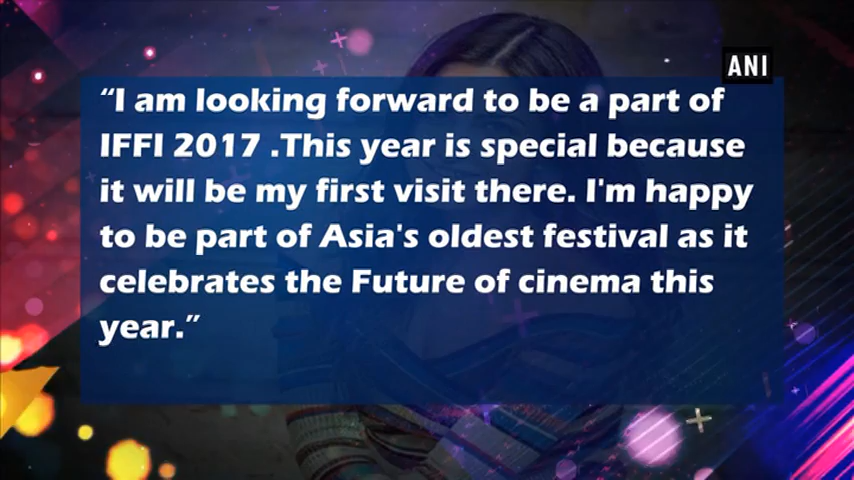 ANI
“I am looking forward to be a part of
IFFI 2017 .This year is special because
it will be my first visit there. I'm happy
to be part of Asia's oldest festival as it
celebrates the Future of cinema this
year.”